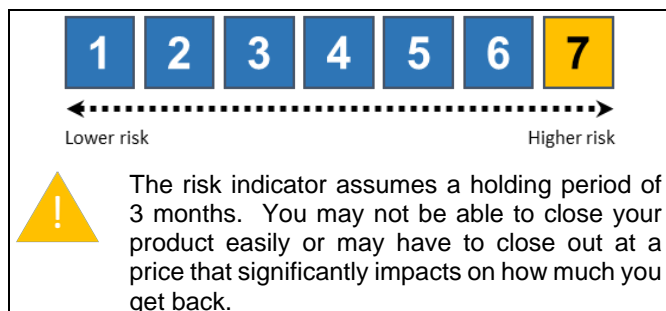 1 2 3 4 5 6 7
Lower risk Higher risk
!
The risk indicator assumes a holding period of
3 months. You may not be able to close your
product easily or may have to close out at a
price that significantly impacts on how much you
get back.